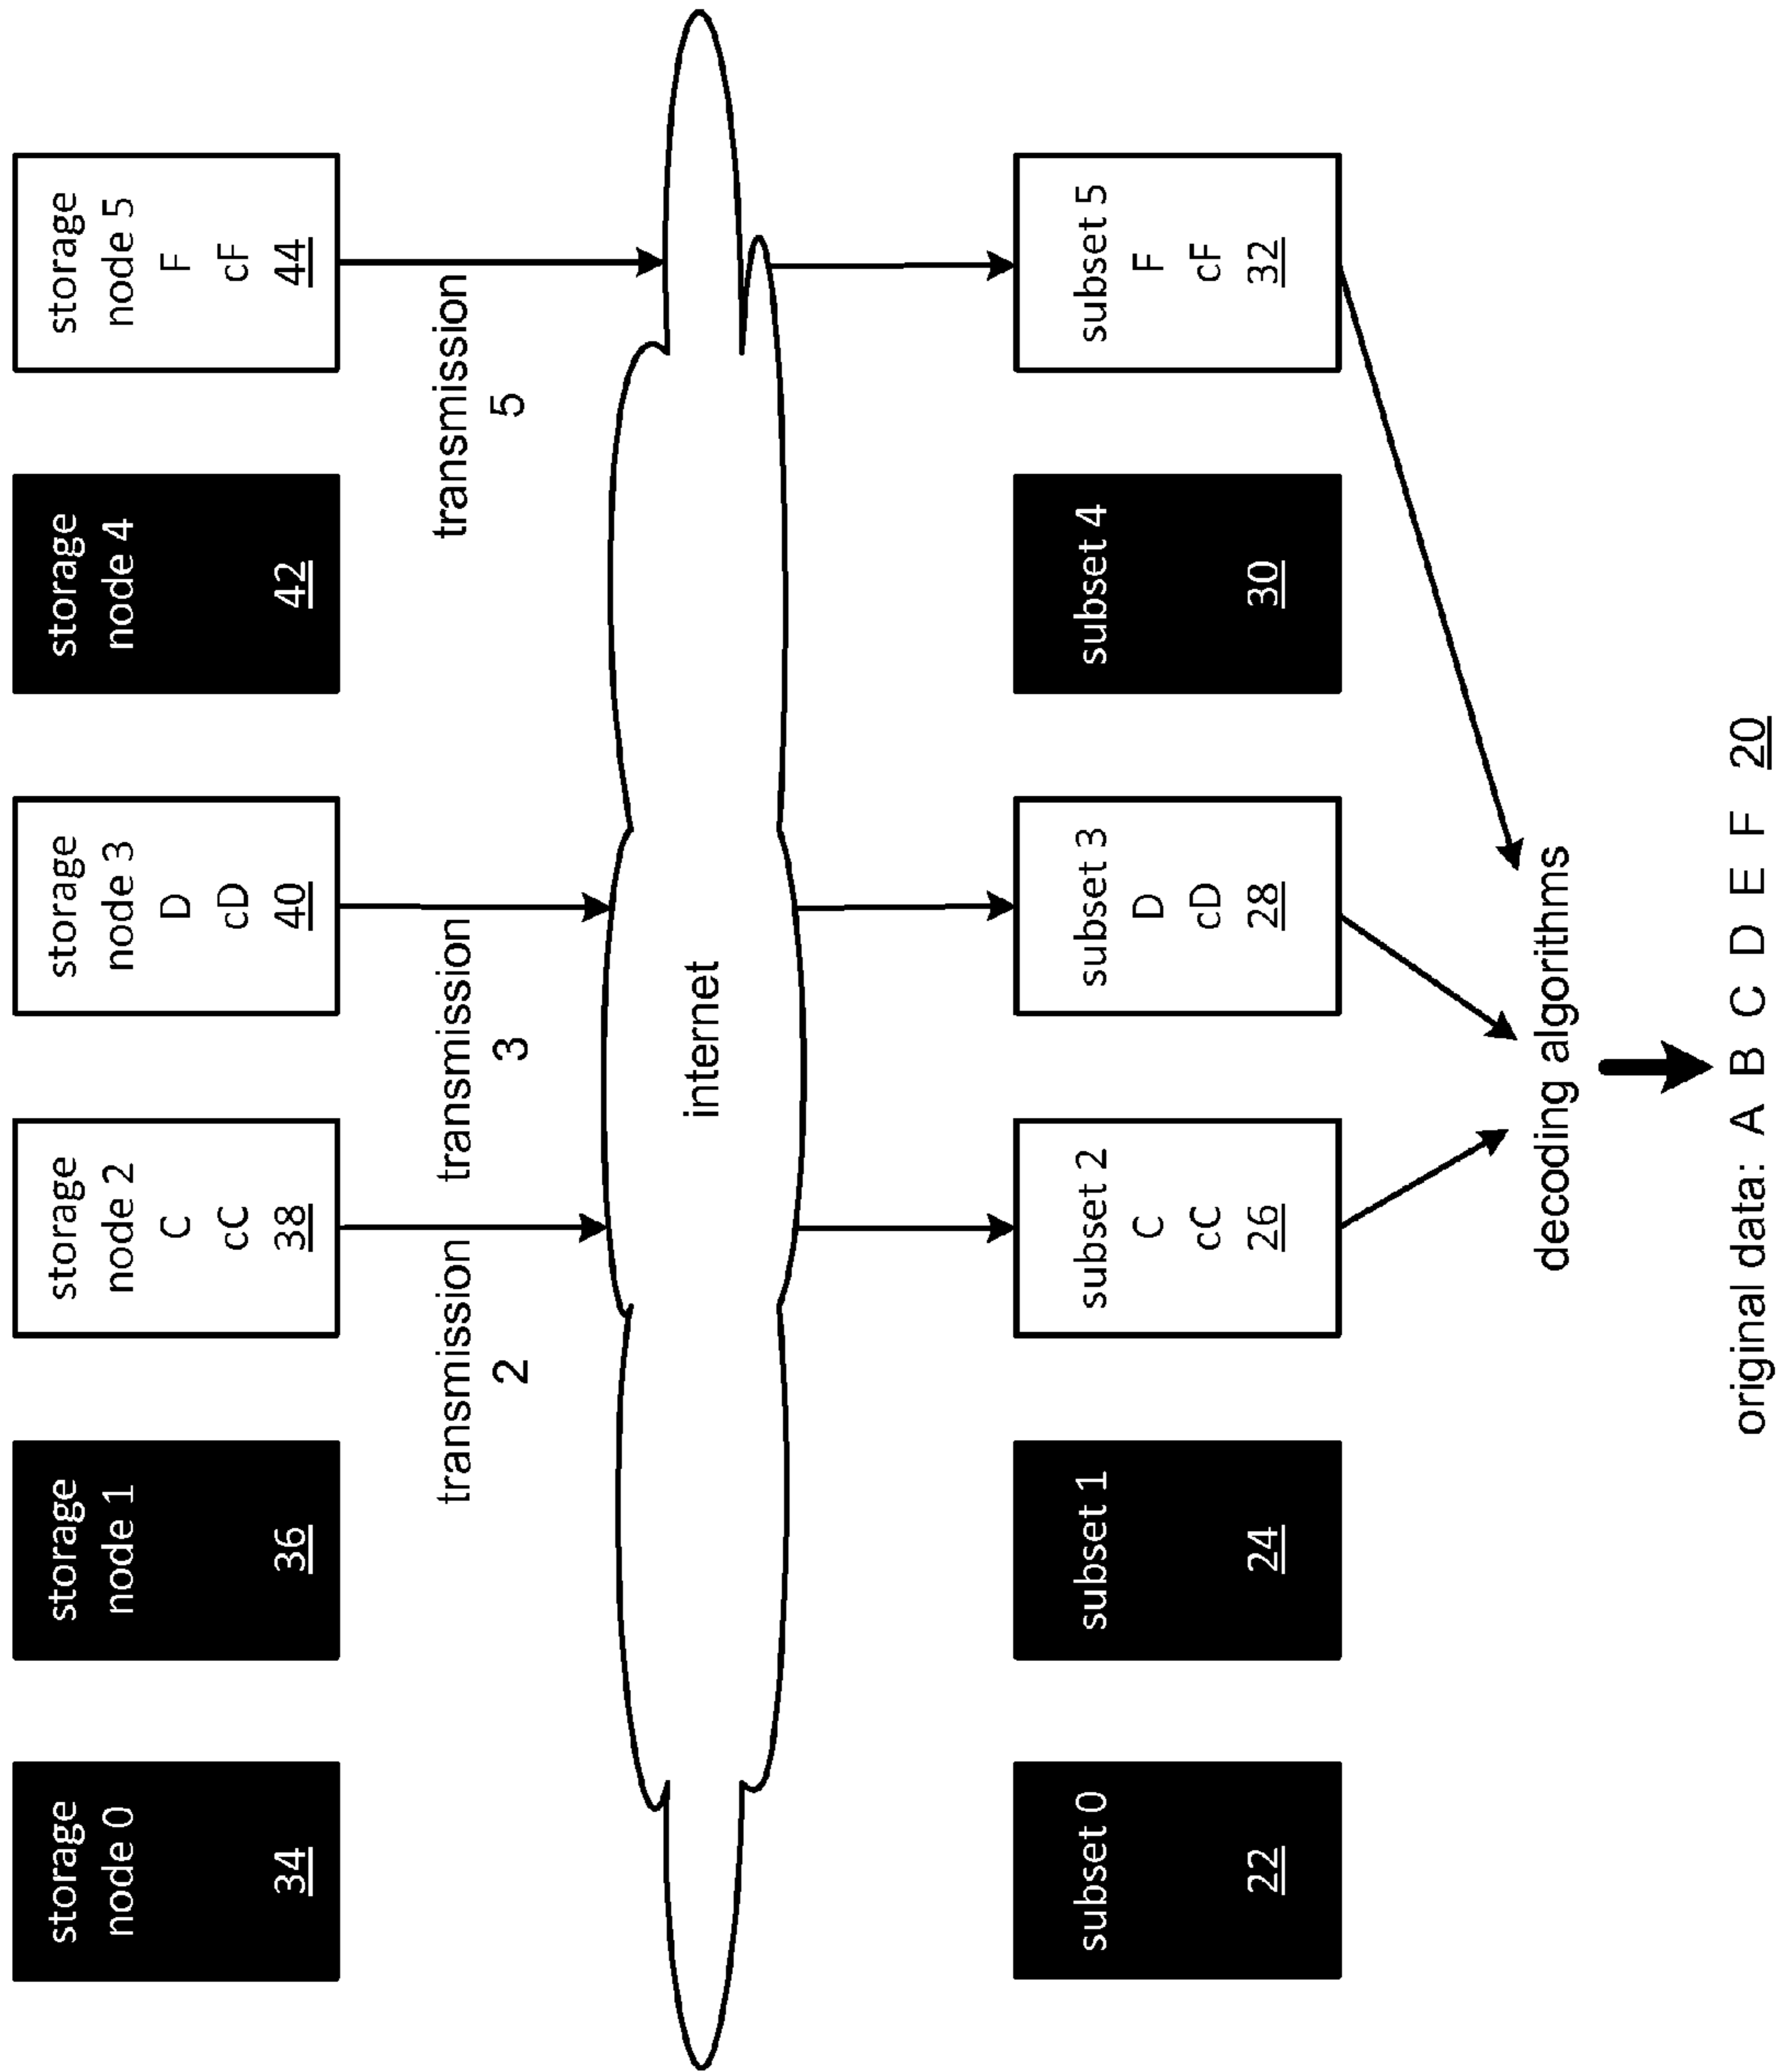 storage
node 0
34
storage
node 1
36
storage
node 2
C
cC
38
storage
node 3
D
cD
40
storage
node 4
42
storage
node 5
F
cF
44
transmission
2
transmission
3
transmission
5
internet
subset 0
22
subset 1
24
subset 2
C
cC
26
subset 3
D
cD
28
subset 4
30
subset 5
F
cF
32
decoding algorithms
original data: A B C D E F 20